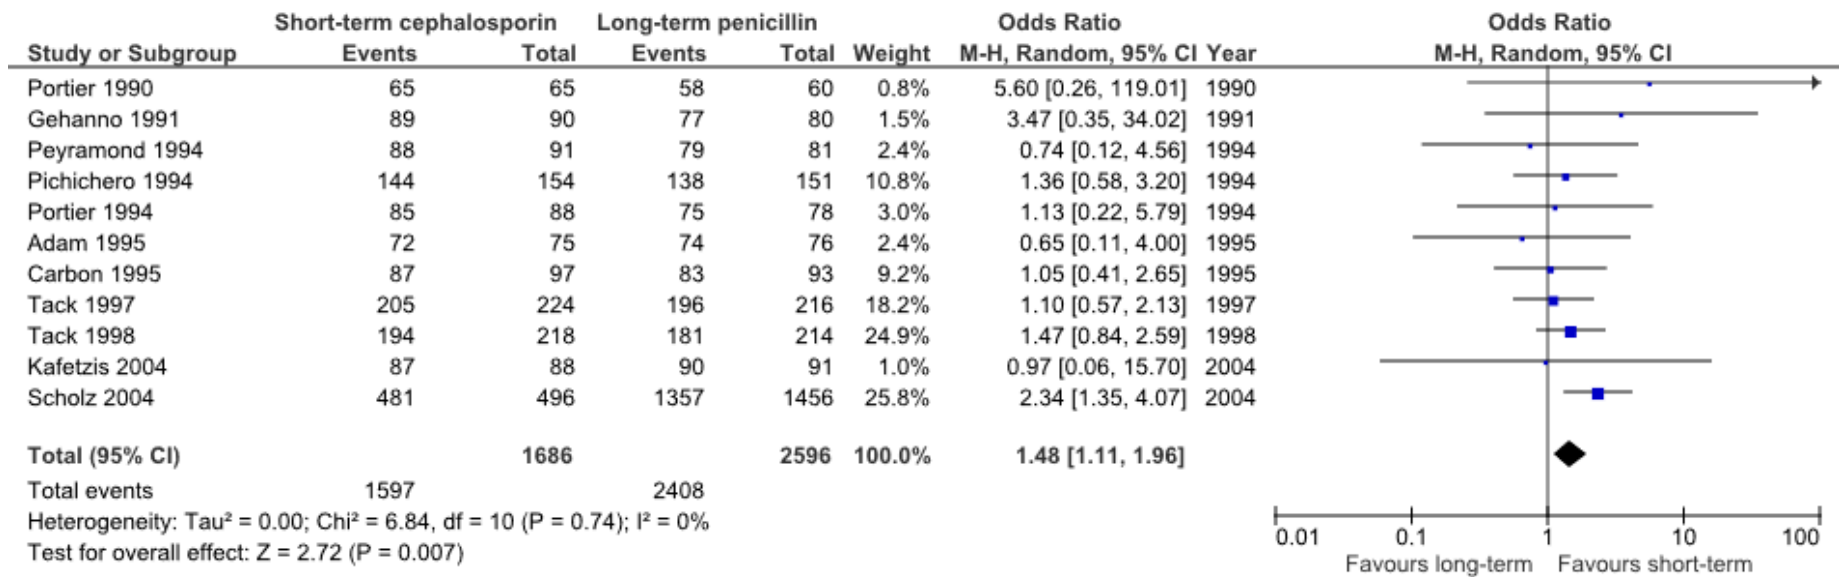 Short-term cephalosporin Long-term penicillin Odds Ratio Odds Ratio
Study or Subgroup Events Total Events Total Weight M-H, Random, 95% CI Year M-H, Random, 95% CI
Portier 1990 65 65 58 60 0.8% 5.60 [0.26, 119.01] 1990
Gehanno 1991 89 90 77 80 1.5% 3.47 [0.35, 34.02] 1991
Peyramond 1994 88 91 79 81 2.4% 0.74 [0.12, 4.56] 1994
Pichichero 1994 144 154 138 151 10.8% 1.36 [0.58, 3.20] 1994
Portier 1994 85 88 75 78 3.0% 1.13 [0.22, 5.79] 1994
Adam 1995 72 75 74 76 2.4% 0.65 [0.11, 4.00] 1995
Carbon 1995 87 97 83 93 9.2% 1.05 [0.41, 2.65] 1995
Tack 1997 205 224 196 216 18.2% 1.10 [0.57, 2.13] 1997
Tack 1998 194 218 181 214 24.9% 1.47 [0.84, 2.59] 1998
Kafetzis 2004 87 88 90 91 1.0% 0.97 [0.06, 15.70] 2004
Scholz 2004 481 496 1357 1456 25.8% 2.34 [1.35, 4.07] 2004
Total (95% CI) 1686 2596 100.0% 1.48 [1.11, 1.96]
Total events 1597 2408
Heterogeneity: Tau² = 0.00; Chi² = 6.84, df = 10 (P = 0.74); I² = 0%
Test for overall effect: Z = 2.72 (P = 0.007)
0.01 0.1 1 10 100
Favours long-term Favours short-term